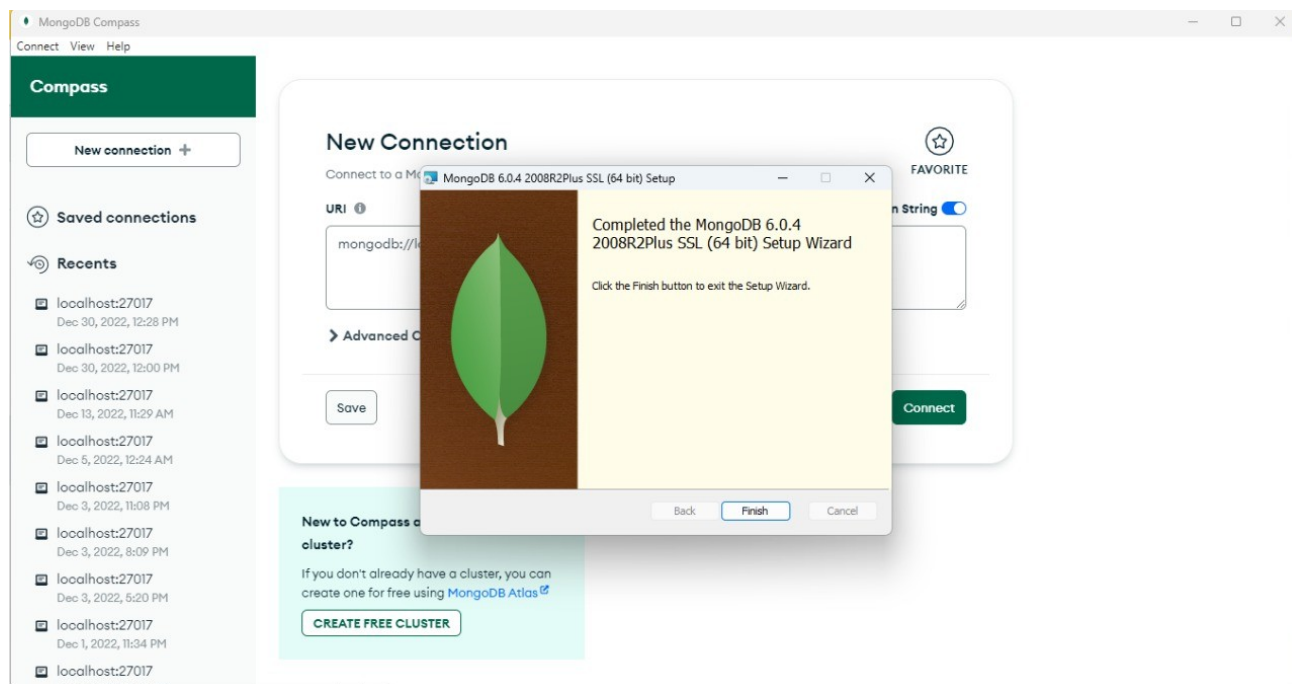 MongoDB Compass
Connect View Help
Compass
New connection +
Saved connections
Recents
localhost:27017
Dec 30, 2022, 12:28 PM
localhost:27017
Dec 30, 2022, 12:00 PM
localhost:27017
Dec 13, 2022, 11:29 AM
localhost:27017
Dec 5, 2022, 12:24 AM
localhost:27017
Dec 3, 2022, 11:08 PM
localhost:27017
Dec 3, 2022, 8:09 PM
localhost:27017
Dec 3, 2022, 5:20 PM
localhost:27017
Dec 1, 2022, 11:34 PM
localhost:27017
New Connection
FAVORITE
Connect to a
URI
String
mongodb://
Advanced
Save
Connect
MongoDB 6.0.4 2008R2Plus SSL (64 bit) Setup
Completed the MongoDB 6.0.4
2008R2Plus SSL (64 bit) Setup Wizard
Click the Finish button to exit the Setup Wizard.
Back Finish Cancel
New to Compass
cluster?
If you don't already have a cluster, you can
create one for free using MongoDB Atlas
CREATE FREE CLUSTER